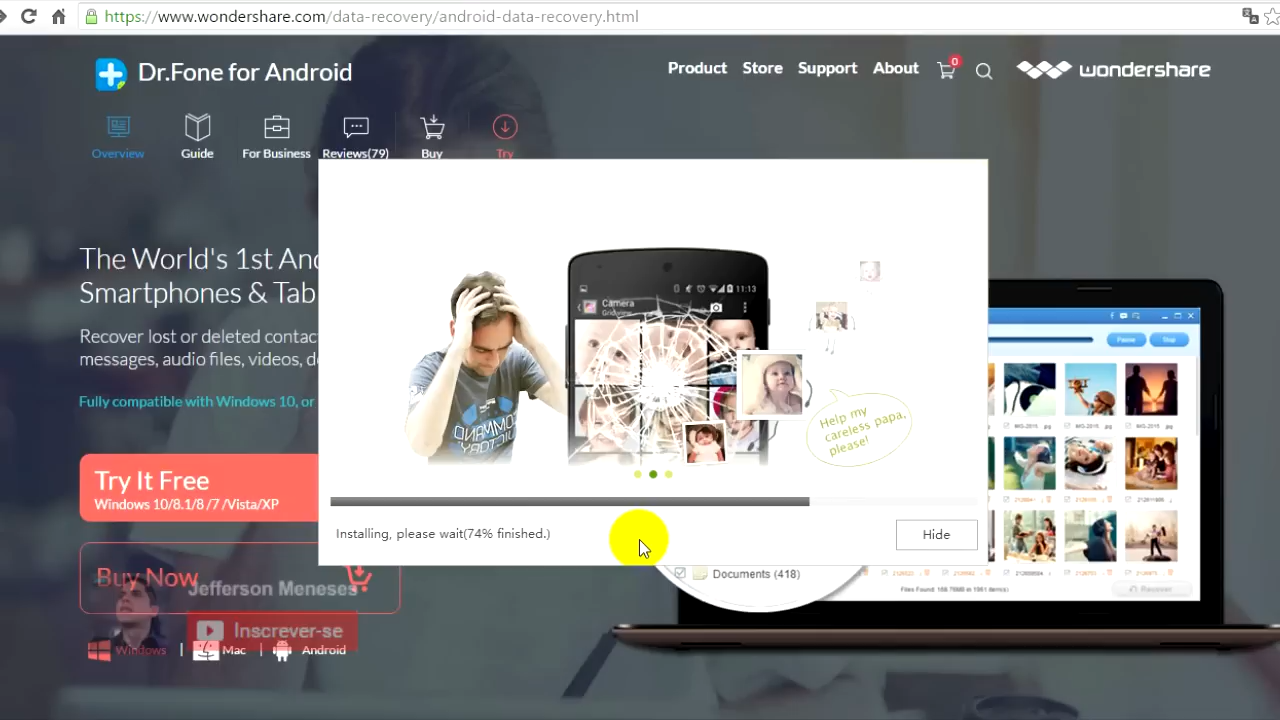 https://www.wondershare.com/data-recovery/android-data-recovery.html
Dr.Fone for Android
Product
Store
Support
About
0
wondershare
Overview
Guide
For Business
Reviews(79)
Buy
Try
The World's 1st An
Smartphones & Tab
Recover lost or deleted contac
messages, audio files, videos, d
Fully compatible with Windows 10, or
Try It Free
Windows 10/8.1/8 /7 /Vista/XP
Buy Now
Jefferson Meneses
Inscrever-se
Windows
Mac
Android
11:13
Camera
Grid view
Help my
careless papa,
please!
Installing, please wait(74% finished.)
Hide
Documents (418)
Pause
Stop
Recover